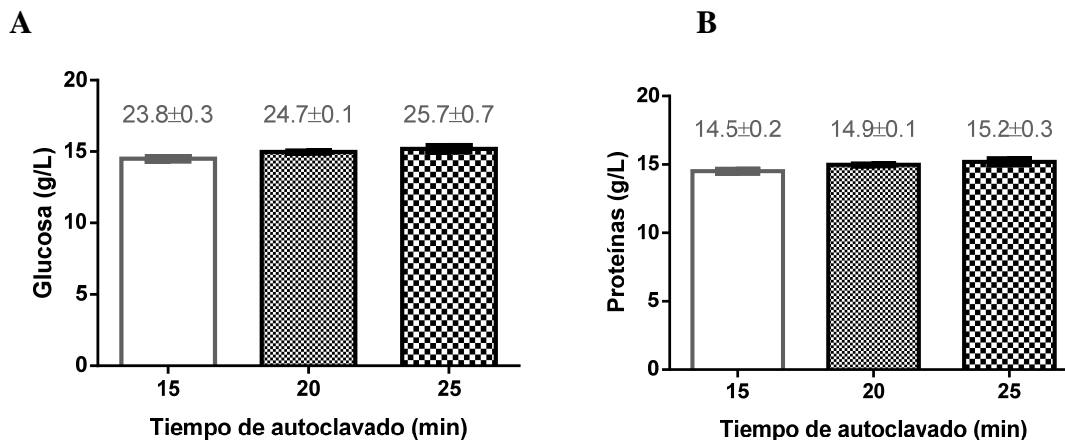 A
20
15
10
5
0
Glucosa (g/L)
23.8±0.3 24.7±0.1 25.7±0.7
15 20 25
Tiempo de autoclavado (min)
B
20
15
10
5
0
Proteínas (g/L)
14.5±0.2 14.9±0.1 15.2±0.3
15 20 25
Tiempo de autoclavado (min)